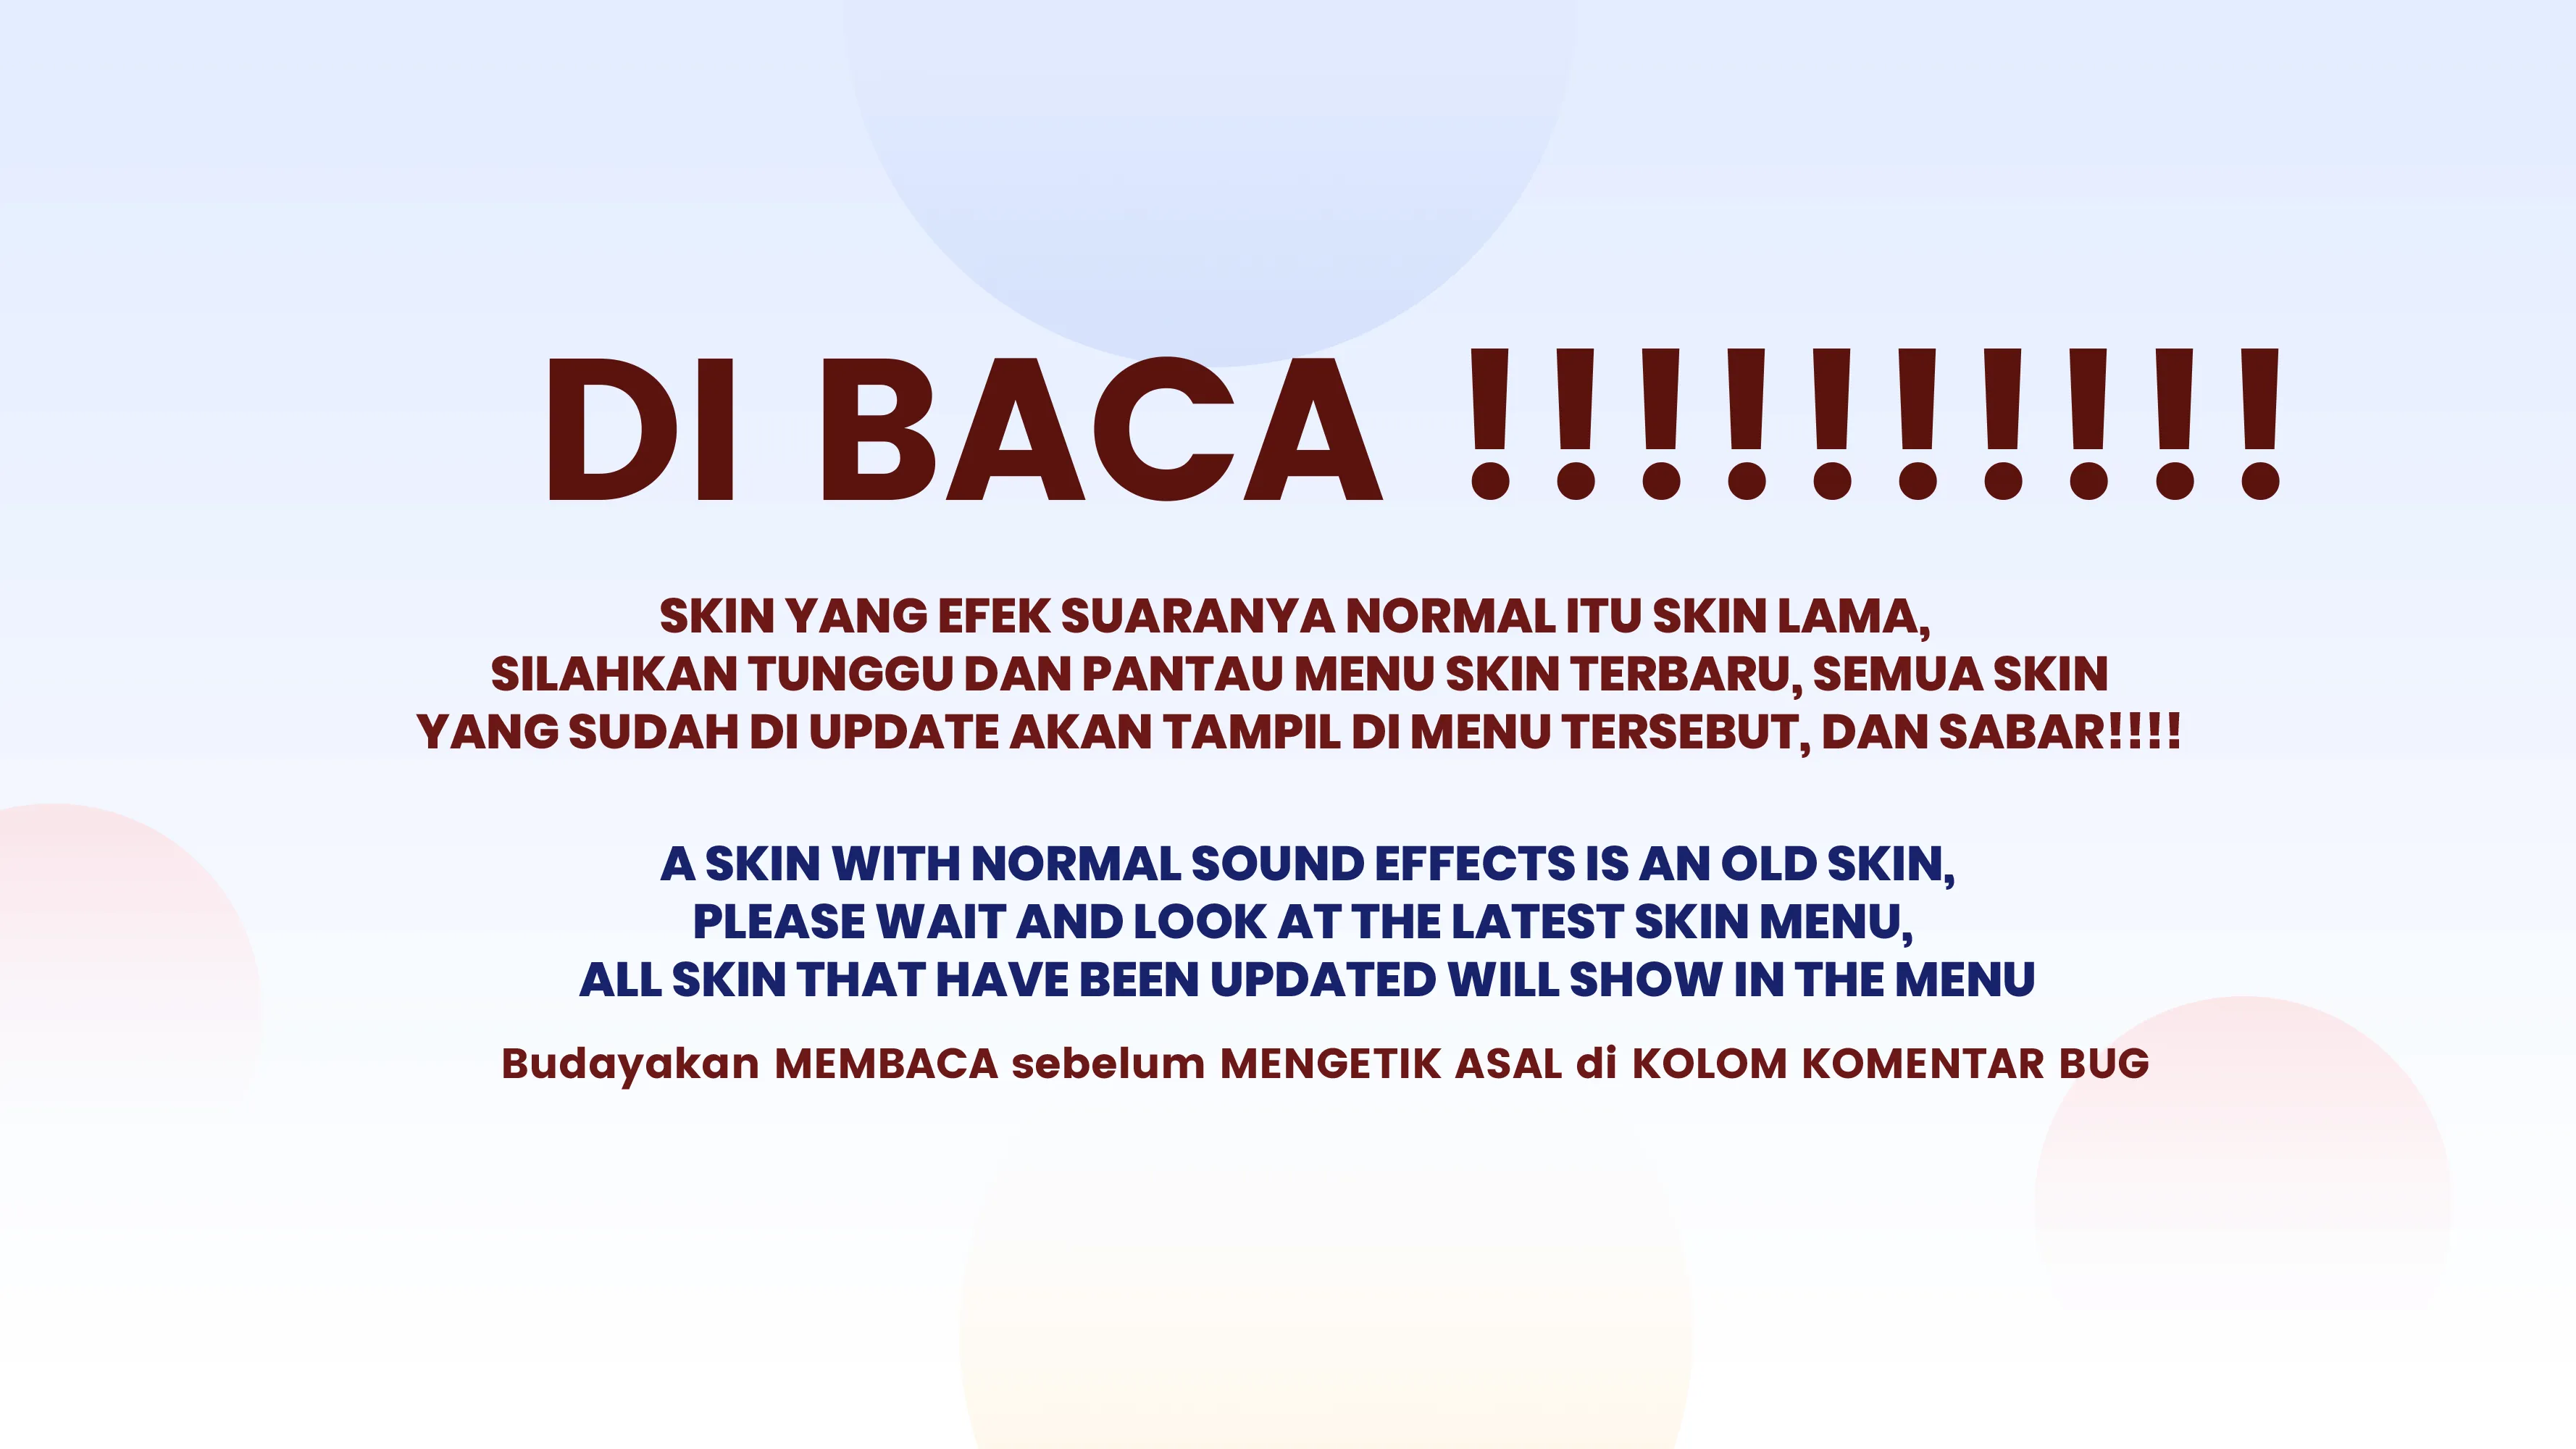 DI BACA !!!!!!!!!!
SKIN YANG EFEK SUARANYA NORMAL ITU SKIN LAMA,
SILAHKAN TUNGGU DAN PANTAU MENU SKIN TERBARU, SEMUA SKIN
YANG SUDAH DI UPDATE AKAN TAMPIL DI MENU TERSEBUT, DAN SABAR!!!!
A SKIN WITH NORMAL SOUND EFFECTS IS AN OLD SKIN,
PLEASE WAIT AND LOOK AT THE LATEST SKIN MENU,
ALL SKIN THAT HAVE BEEN UPDATED WILL SHOW IN THE MENU
Budayakan MEMBACA sebelum MENGETIK ASAL di KOLOM KOMENTAR BUG